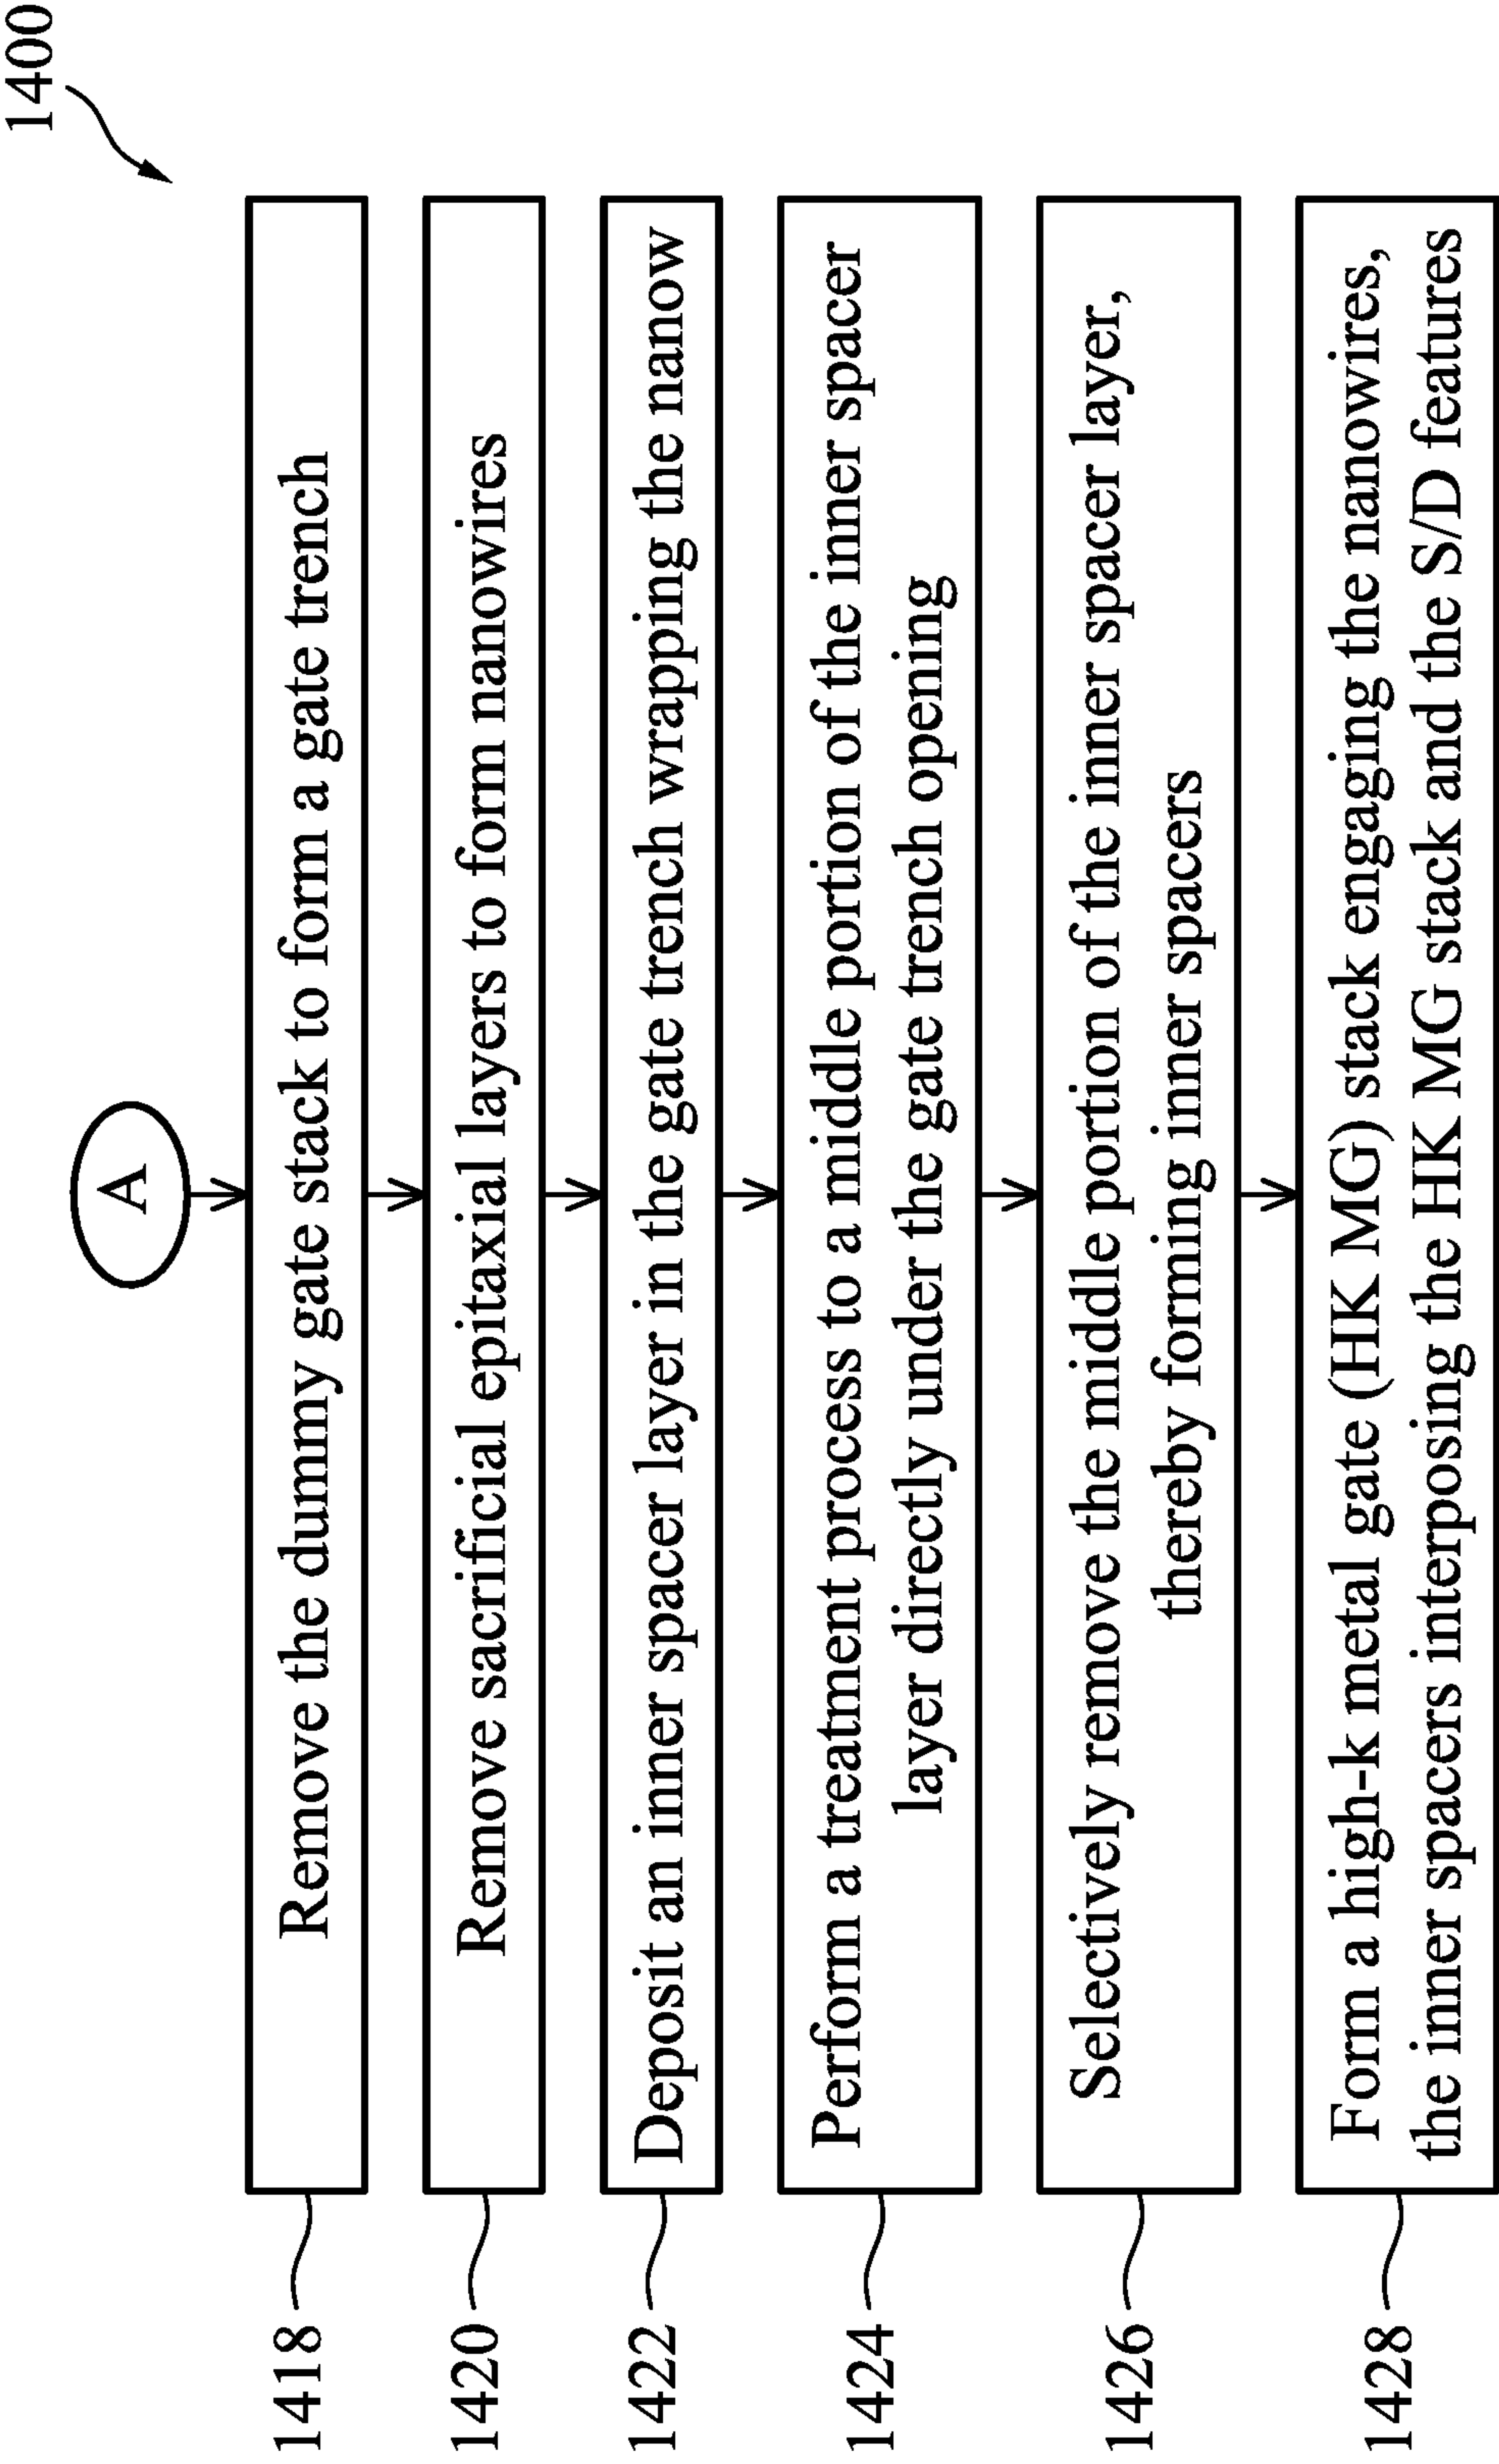 1400
A
1418
Remove the dummy gate stack to form a gate trench
1420
Remove sacrificial epitaxial layers to form nanowires
1422
Deposit an inner spacer layer in the gate trench wrapping the nanow
1424
Perform a treatment process to a middle portion of the inner spacer
layer directly under the gate trench opening
1426
Selectively remove the middle portion of the inner spacer layer,
thereby forming inner spacers
1428
Form a high-k metal gate (HK MG) stack engaging the nanowires,
the inner spacers interposing the HK MG stack and the S/D features